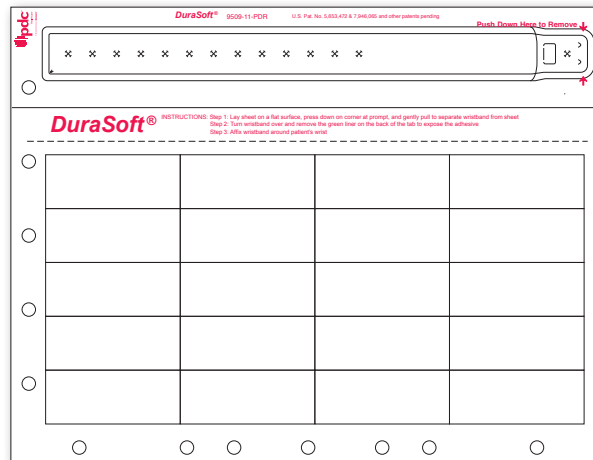 pdc
DuraSoft® 9509-11-PDR U.S. Pat. No. 5,853,472 & 7,946,085 and other patents pending
Push Down Here to Remove
DuraSoft®
INSTRUCTIONS: Step 1: Lay sheet on a flat surface, press down on corner at prompt, and gently pull to separate wristband from sheet
Step 2: Turn wristband over and remove the green liner on the back of the tab to expose the adhesive
Step 3: Affix wristband around patient's wrist